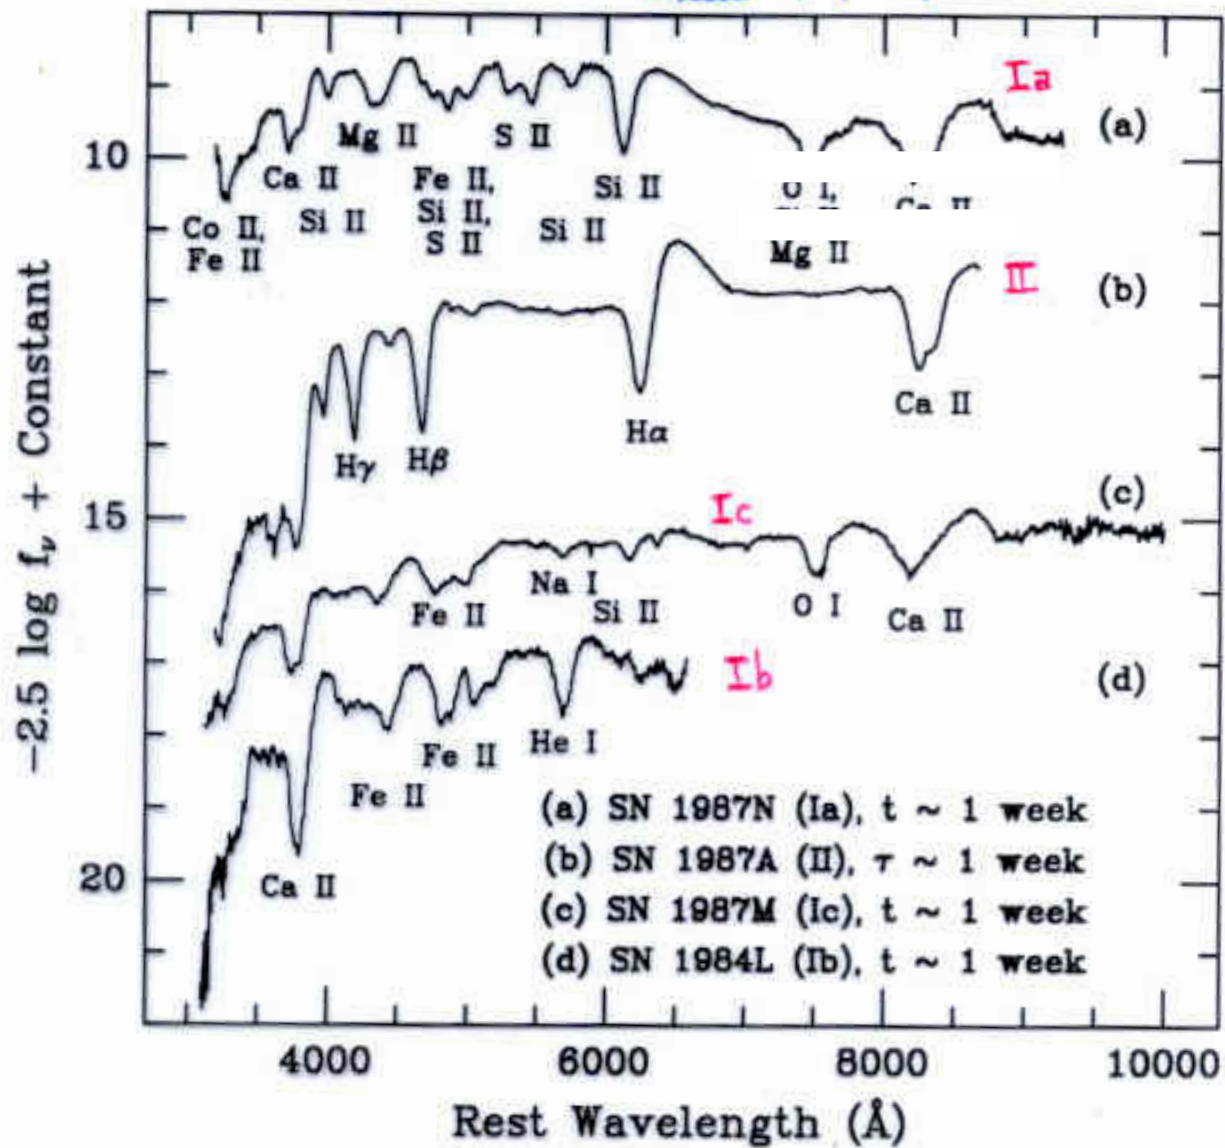 Ia
(a)
10
Mg II
S II
Ca II
Fe II,
Si II
O I,
Si II
Si II,
Co II,
Si II
S II
Fe II
Mg II
II
(b)
Ca II
Hα
Hγ
Hβ
(c)
15
Ic
Na I
Fe II
Si II
O I
Ca II
Ib
(d)
Fe II
He I
Fe II
(a) SN 1987N (Ia), t ~ 1 week
(b) SN 1987A (II), τ ~ 1 week
(c) SN 1987M (Ic), t ~ 1 week
(d) SN 1984L (Ib), t ~ 1 week
20
Ca II
4000
6000
8000
10000
Rest Wavelength (Å)
-2.5 log fν + Constant